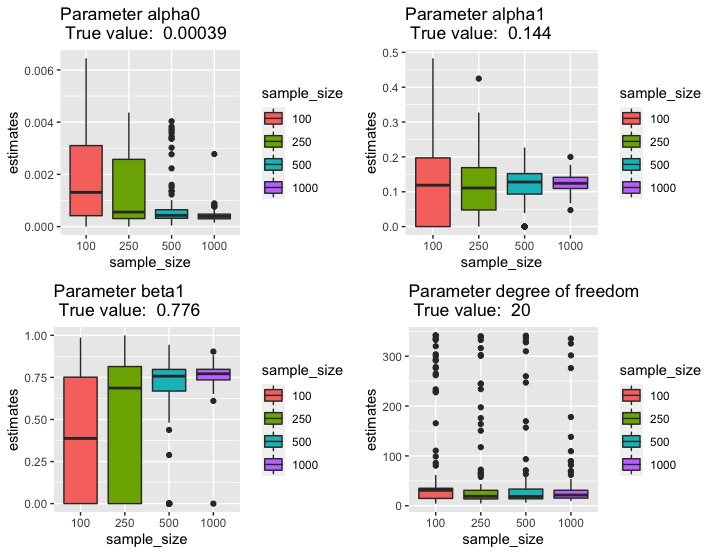 Parameter alpha0
True value: 0.00039
estimates
0.006
0.004
0.002
0.000
100
250
500
1000
sample_size
sample_size
100
250
500
1000
Parameter alpha1
True value: 0.144
estimates
0.5
0.4
0.3
0.2
0.1
0.0
100
250
500
1000
sample_size
sample_size
100
250
500
1000
Parameter beta1
True value: 0.776
estimates
1.00
0.75
0.50
0.25
0.00
100
250
500
1000
sample_size
sample_size
100
250
500
1000
Parameter degree of freedom
True value: 20
estimates
300
200
100
0
100
250
500
1000
sample_size
sample_size
100
250
500
1000